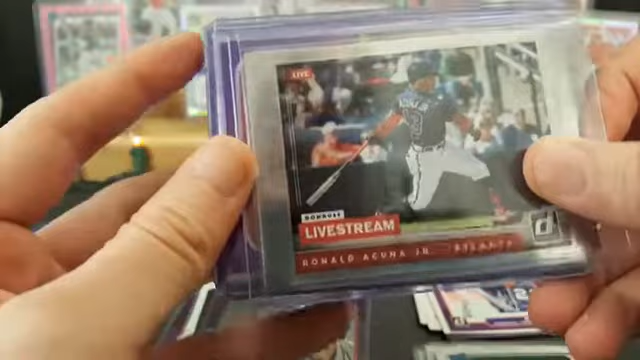 LIVE
DONRUSS
LIVESTREAM
RONALD ACUNA JR. ATLANTA